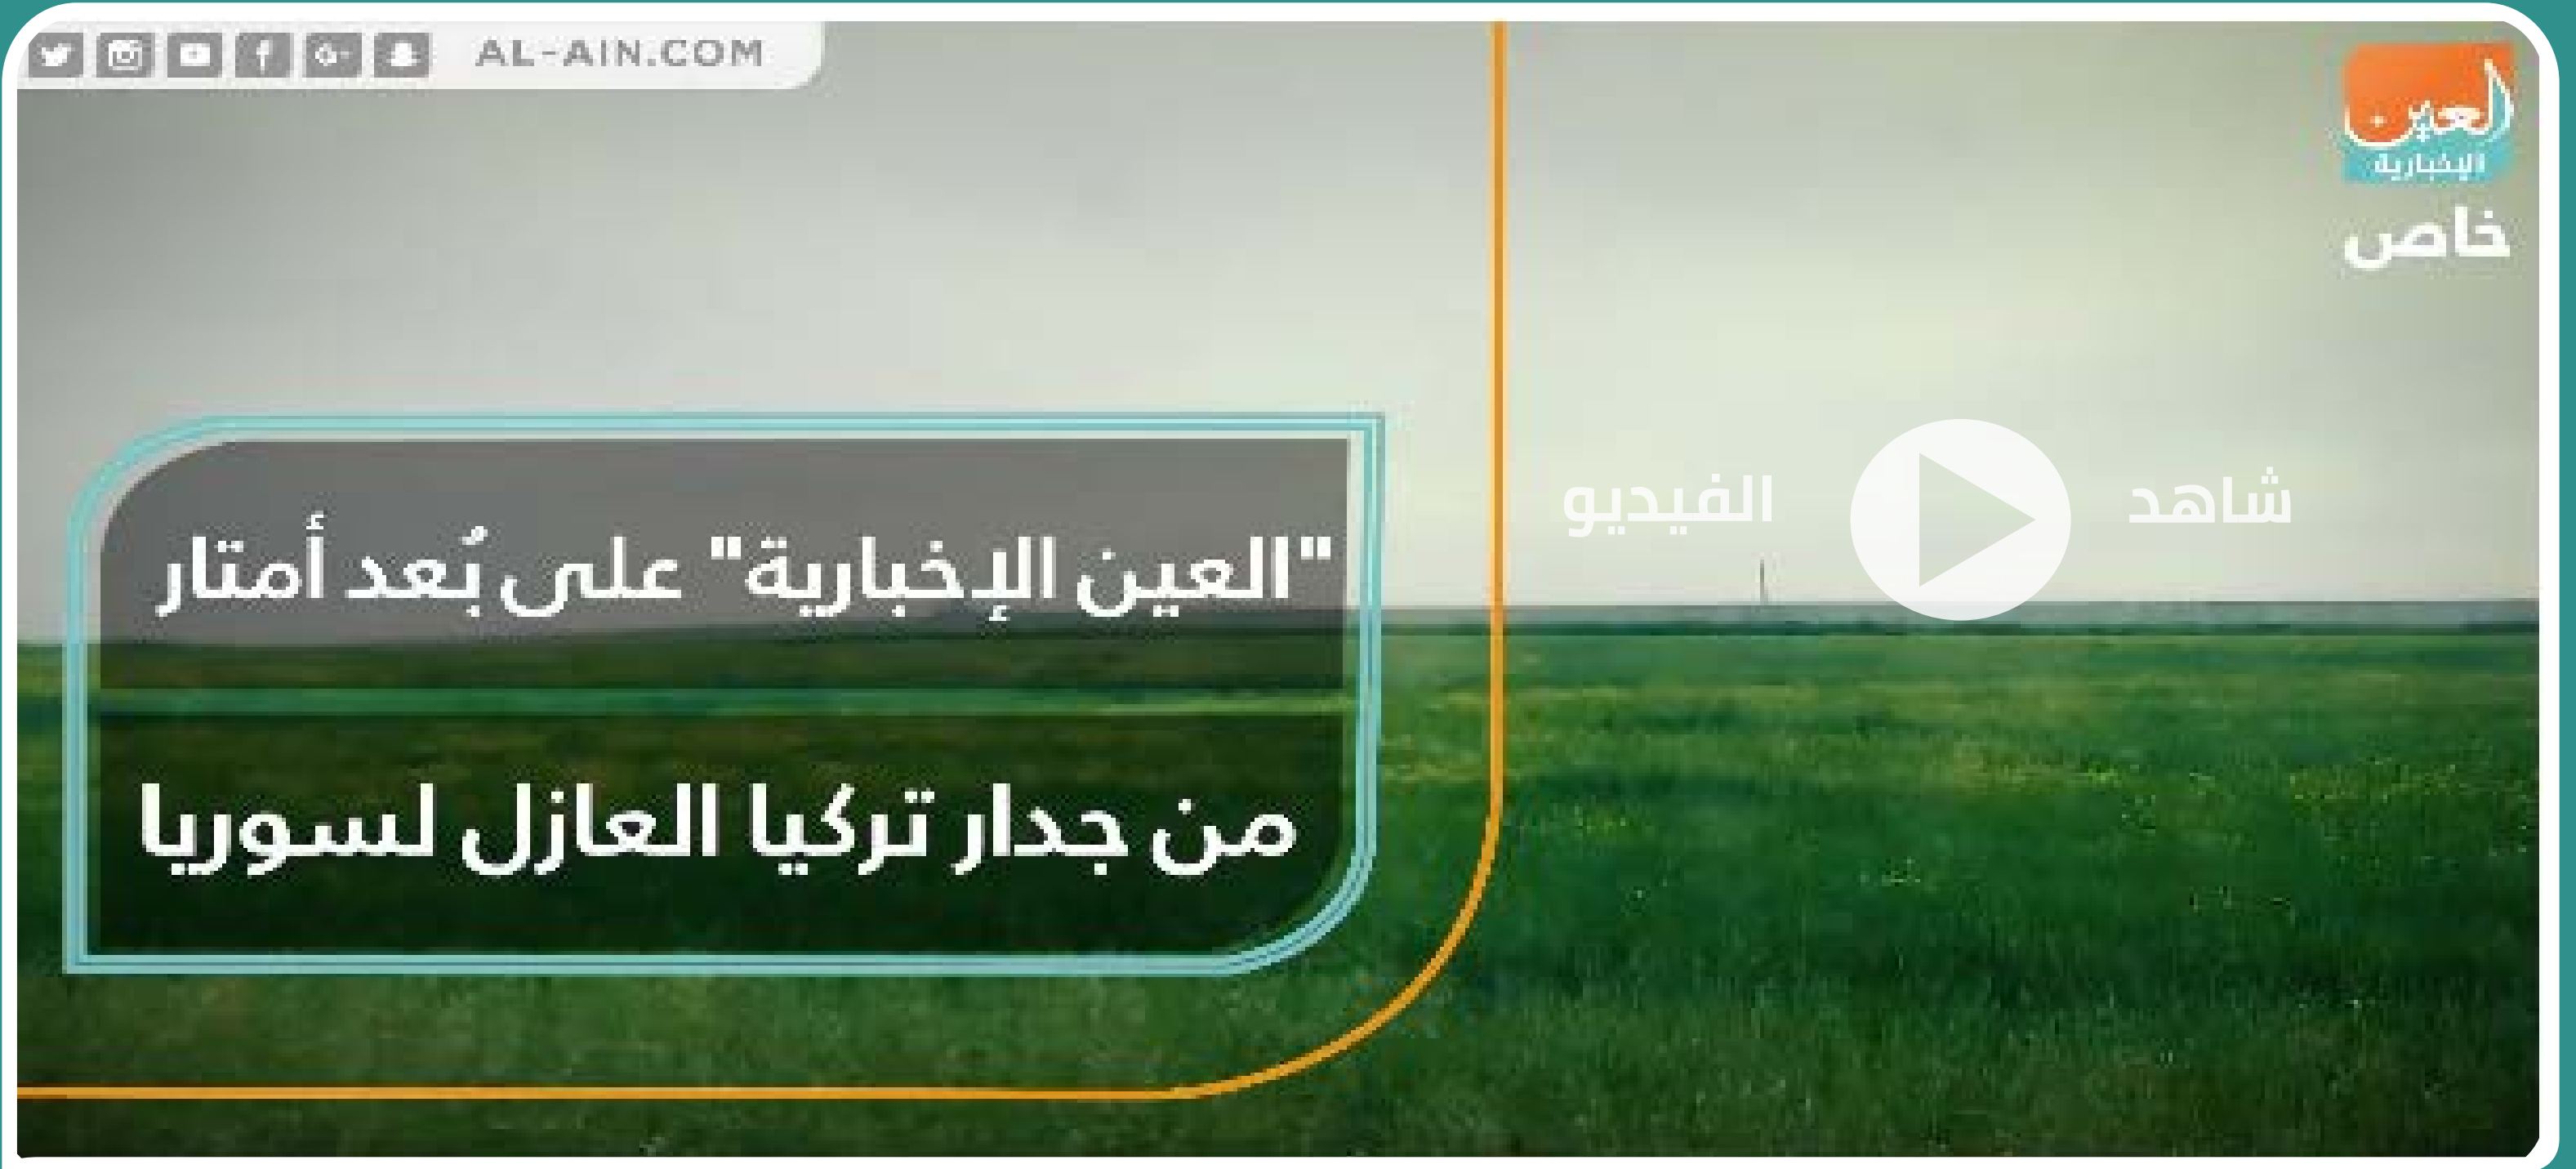 AL-AIN.COM
العين
الإخبارية
خاص
شاهد الفيديو
"العين الإخبارية" على بُعد أمتار
من جدار تركيا العازل لسوريا